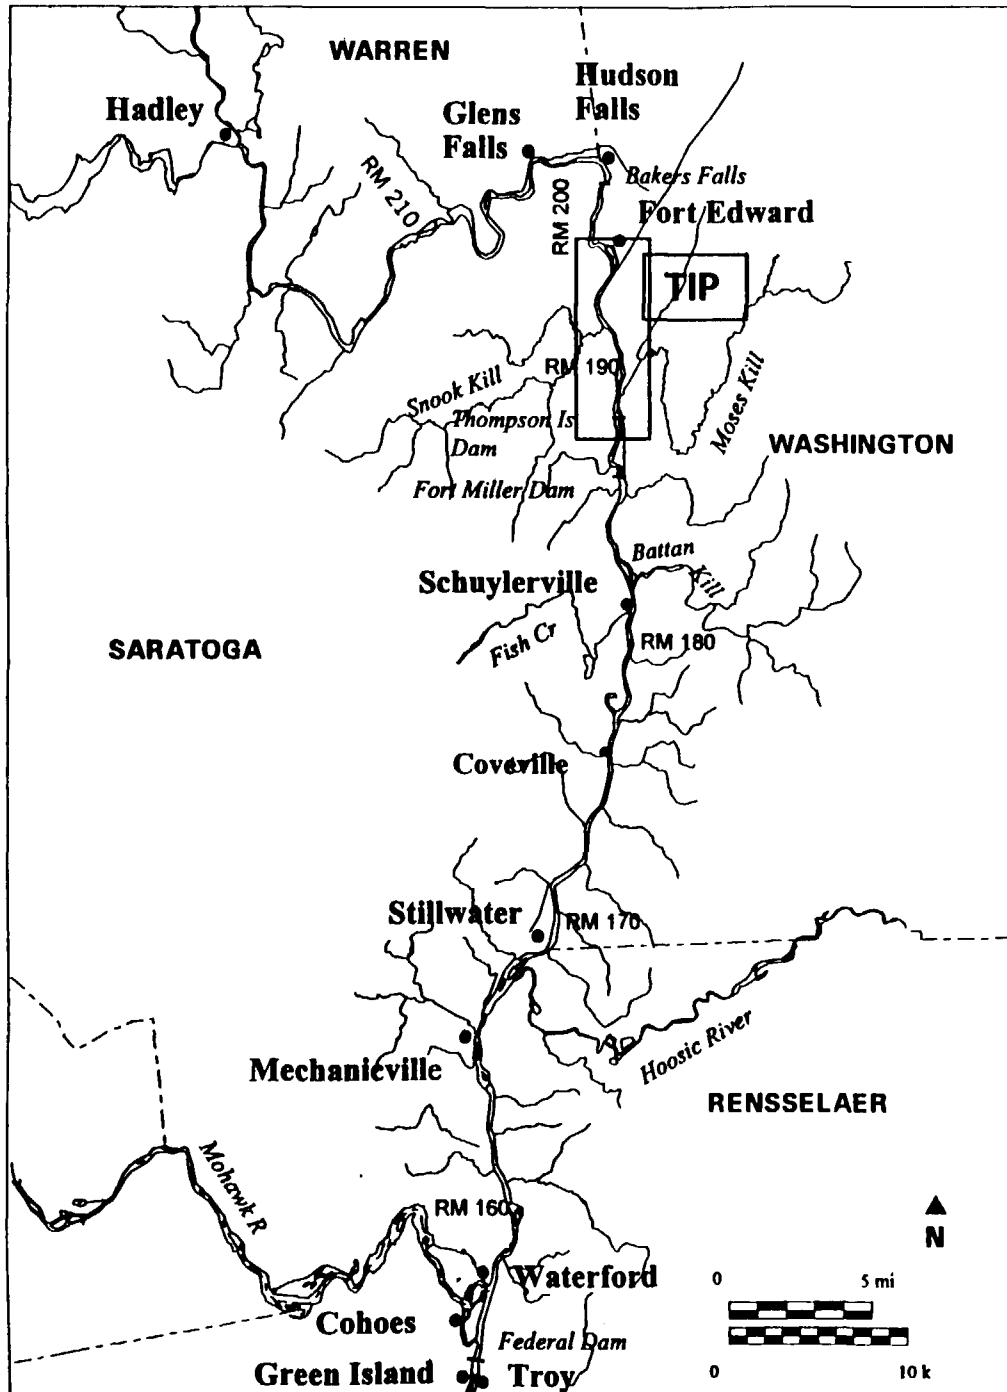 WARREN
Hudson
Falls
Hadley
Glens
Falls
RM 210
RM 200
Bakers Falls
Fort Edward
TIP
RM 190
Snook Kill
Moses Kill
Thompson Is
Dam
WASHINGTON
Fort Miller Dam
Battan
Kill
Schuylerville
Fish Cr
RM 180
SARATOGA
Coveville
Stillwater
RM 170
Mechanicville
Hoosic River
RENSSELAER
Mohawk R
RM 160
N
Waterford
0 5 mi
Cohoes
Federal Dam
Green Island
Troy
0 10 k